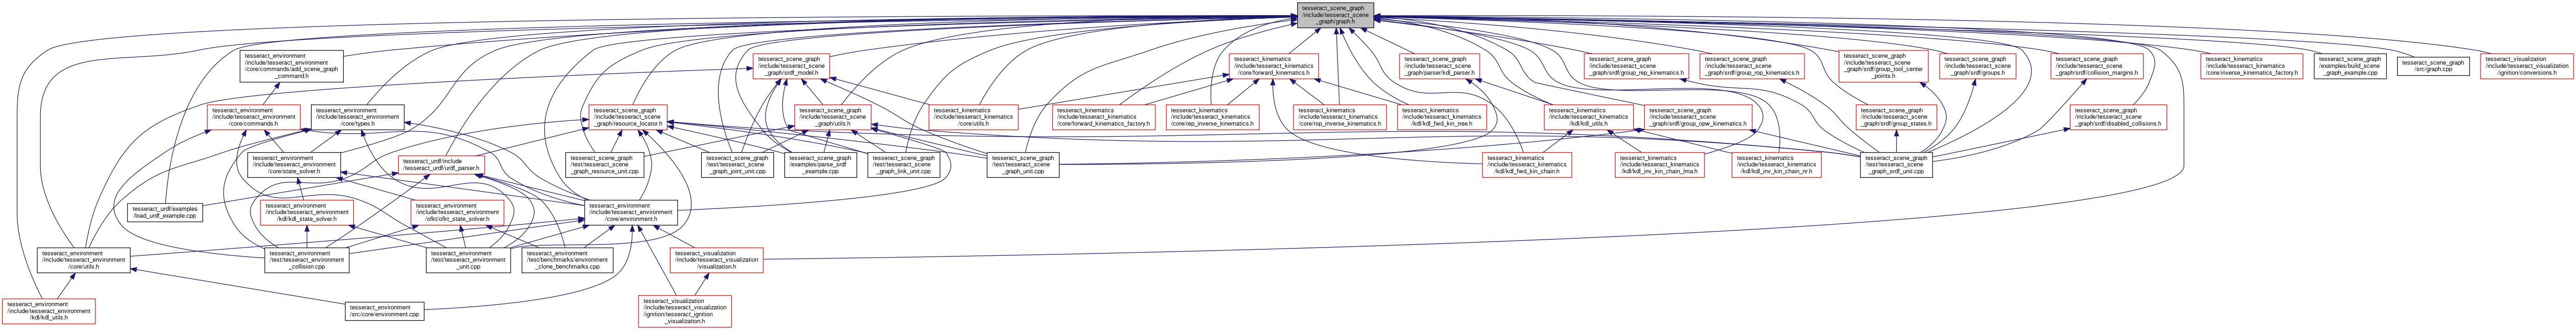 tesseract_scene_graph
/include/tesseract_scene
_graph/graph.h
tesseract_environment
/include/tesseract_environment
/core/commands/add_scene_graph
_command.h
tesseract_scene_graph
/include/tesseract_scene
_graph/srdf_model.h
tesseract_kinematics
/include/tesseract_kinematics
/core/forward_kinematics.h
tesseract_scene_graph
/include/tesseract_scene
_graph/parser/kdl_parser.h
tesseract_scene_graph
/include/tesseract_scene
_graph/srdf/group_rep_kinematics.h
tesseract_scene_graph
/include/tesseract_scene
_graph/srdf/group_rop_kinematics.h
tesseract_scene_graph
/include/tesseract_scene
_graph/srdf/group_tool_center
_points.h
tesseract_scene_graph
/include/tesseract_scene
_graph/srdf/groups.h
tesseract_scene_graph
/include/tesseract_scene
_graph/srdf/collision_margins.h
tesseract_kinematics
/include/tesseract_kinematics
/core/inverse_kinematics_factory.h
tesseract_scene_graph
/examples/build_scene
_graph_example.cpp
tesseract_scene_graph
/src/graph.cpp
tesseract_visualization
/include/tesseract_visualization
/ignition/conversions.h
tesseract_environment
/include/tesseract_environment
/core/commands.h
tesseract_environment
/include/tesseract_environment
/core/types.h
tesseract_scene_graph
/include/tesseract_scene
_graph/resource_locator.h
tesseract_scene_graph
/include/tesseract_scene
_graph/utils.h
tesseract_kinematics
/include/tesseract_kinematics
/core/utils.h
tesseract_kinematics
/include/tesseract_kinematics
/core/forward_kinematics_factory.h
tesseract_kinematics
/include/tesseract_kinematics
/core/rep_inverse_kinematics.h
tesseract_kinematics
/include/tesseract_kinematics
/core/rop_inverse_kinematics.h
tesseract_kinematics
/include/tesseract_kinematics
/kdl/kdl_fwd_kin_tree.h
tesseract_kinematics
/include/tesseract_kinematics
/kdl/kdl_utils.h
tesseract_scene_graph
/include/tesseract_scene
_graph/srdf/group_opw_kinematics.h
tesseract_scene_graph
/include/tesseract_scene
_graph/srdf/group_states.h
tesseract_scene_graph
/include/tesseract_scene
_graph/srdf/disabled_collisions.h
tesseract_environment
/include/tesseract_environment
/core/state_solver.h
tesseract_urdf/include
/tesseract_urdf/urdf_parser.h
tesseract_scene_graph
/test/tesseract_scene
_graph_resource_unit.cpp
tesseract_scene_graph
/test/tesseract_scene
_graph_joint_unit.cpp
tesseract_scene_graph
/examples/parse_srdf
_example.cpp
tesseract_scene_graph
/test/tesseract_scene
_graph_link_unit.cpp
tesseract_scene_graph
/test/tesseract_scene
_graph_unit.cpp
tesseract_kinematics
/include/tesseract_kinematics
/kdl/kdl_fwd_kin_chain.h
tesseract_kinematics
/include/tesseract_kinematics
/kdl/kdl_inv_kin_chain_lma.h
tesseract_kinematics
/include/tesseract_kinematics
/kdl/kdl_inv_kin_chain_nr.h
tesseract_scene_graph
/test/tesseract_scene
_graph_srdf_unit.cpp
tesseract_urdf/examples
/load_urdf_example.cpp
tesseract_environment
/include/tesseract_environment
/kdl/kdl_state_solver.h
tesseract_environment
/include/tesseract_environment
/ofkt/ofkt_state_solver.h
tesseract_environment
/include/tesseract_environment
/core/environment.h
tesseract_environment
/include/tesseract_environment
/core/utils.h
tesseract_environment
/test/tesseract_environment
_collision.cpp
tesseract_environment
/test/tesseract_environment
_unit.cpp
tesseract_environment
/test/benchmarks/environment
_clone_benchmarks.cpp
tesseract_visualization
/include/tesseract_visualization
/visualization.h
tesseract_environment
/include/tesseract_environment
/kdl/kdl_utils.h
tesseract_environment
/src/core/environment.cpp
tesseract_visualization
/include/tesseract_visualization
/ignition/tesseract_ignition
_visualization.h